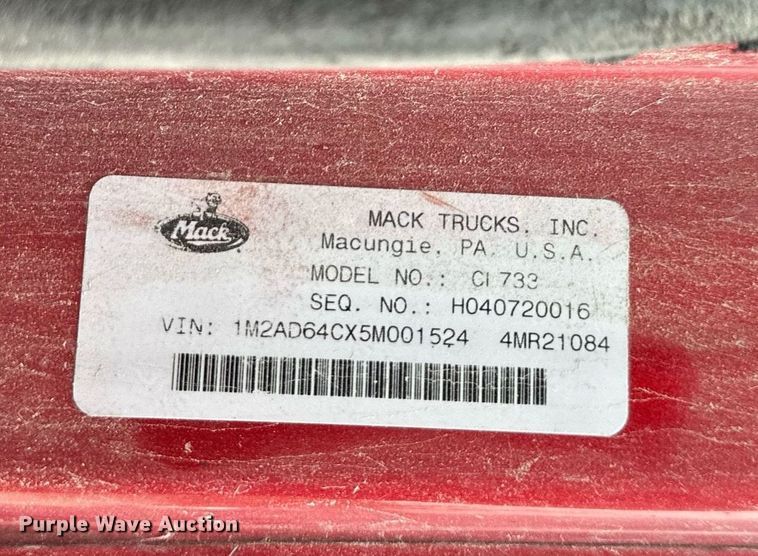 Mack
MACK TRUCKS, INC.
Macungie, PA. U.S.A.
MODEL NO.: CL733
SEQ. NO.: H040720016
VIN: 1M2AD64CX5M001524 4MR21084
Purple Wave Auction